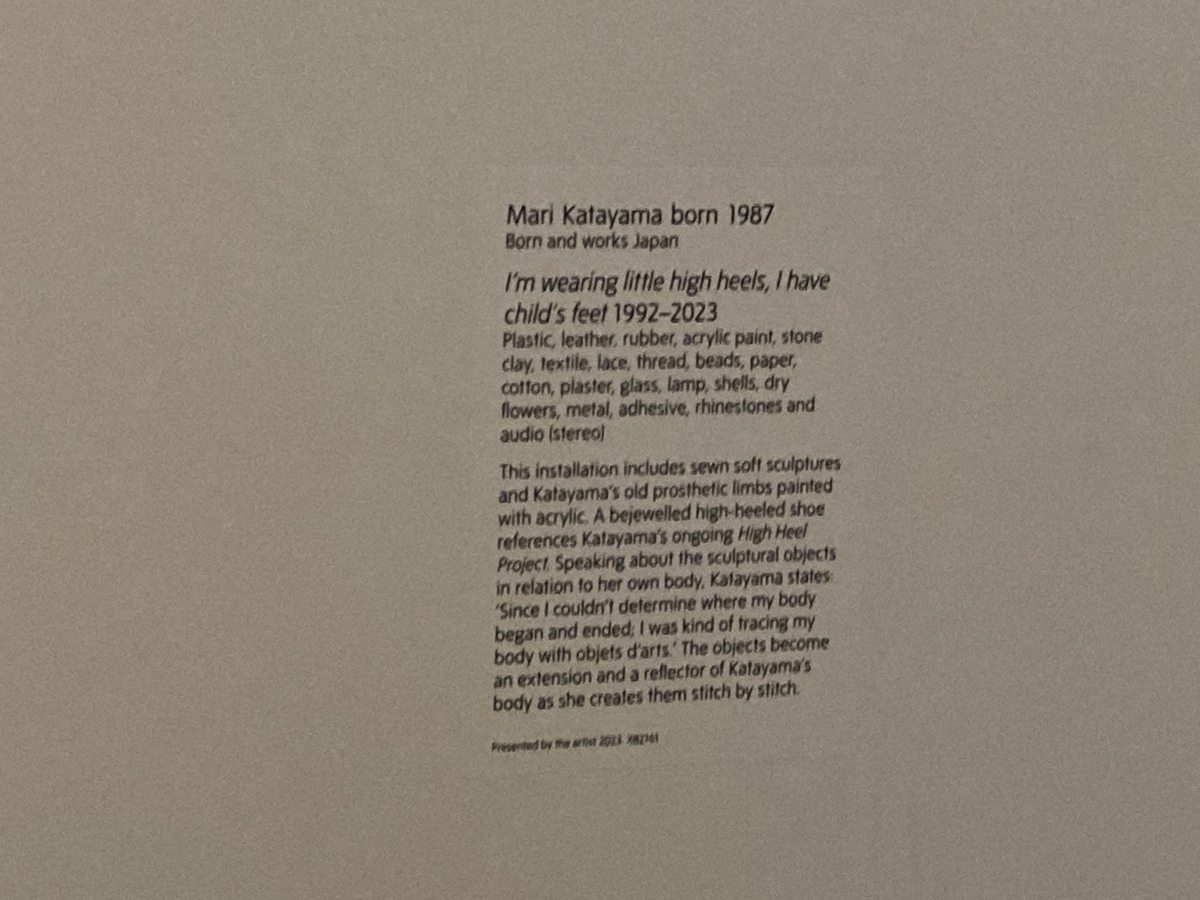 Mari Katayama born 1987
Born and works Japan
I'm wearing little high heels, I have
child's feet 1992–2023
Plastic, leather, rubber, acrylic paint, stone
clay, textile, lace, thread, beads, paper,
cotton, plaster, glass, lamp, shells, dry
flowers, metal, adhesive, rhinestones and
audio (stereo)
This installation includes sewn soft sculptures
and Katayama's old prosthetic limbs painted
with acrylic. A bejewelled high-heeled shoe
references Katayama's ongoing High Heel
Project. Speaking about the sculptural objects
in relation to her own body, Katayama states:
'Since I couldn't determine where my body
began and ended; I was kind of tracing my
body with objets d'arts.' The objects become
an extension and a reflector of Katayama's
body as she creates them stitch by stitch.
Presented by the artist 2023